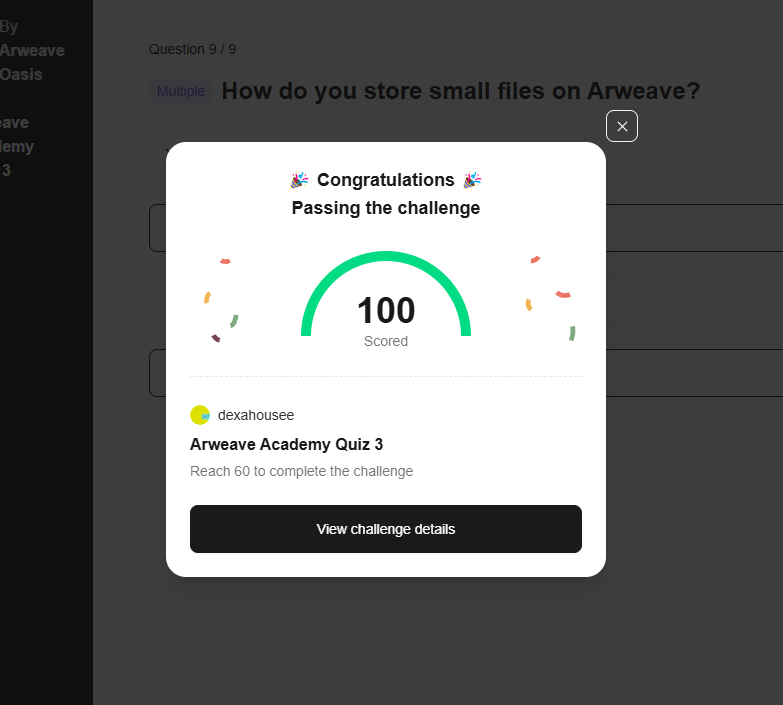 By
Arweave
Oasis
eave
demy
3
Question 9 / 9
Multiple How do you store small files on Arweave?
🎉 Congratulations 🎉
Passing the challenge
100
Scored
dexahousee
Arweave Academy Quiz 3
Reach 60 to complete the challenge
View challenge details